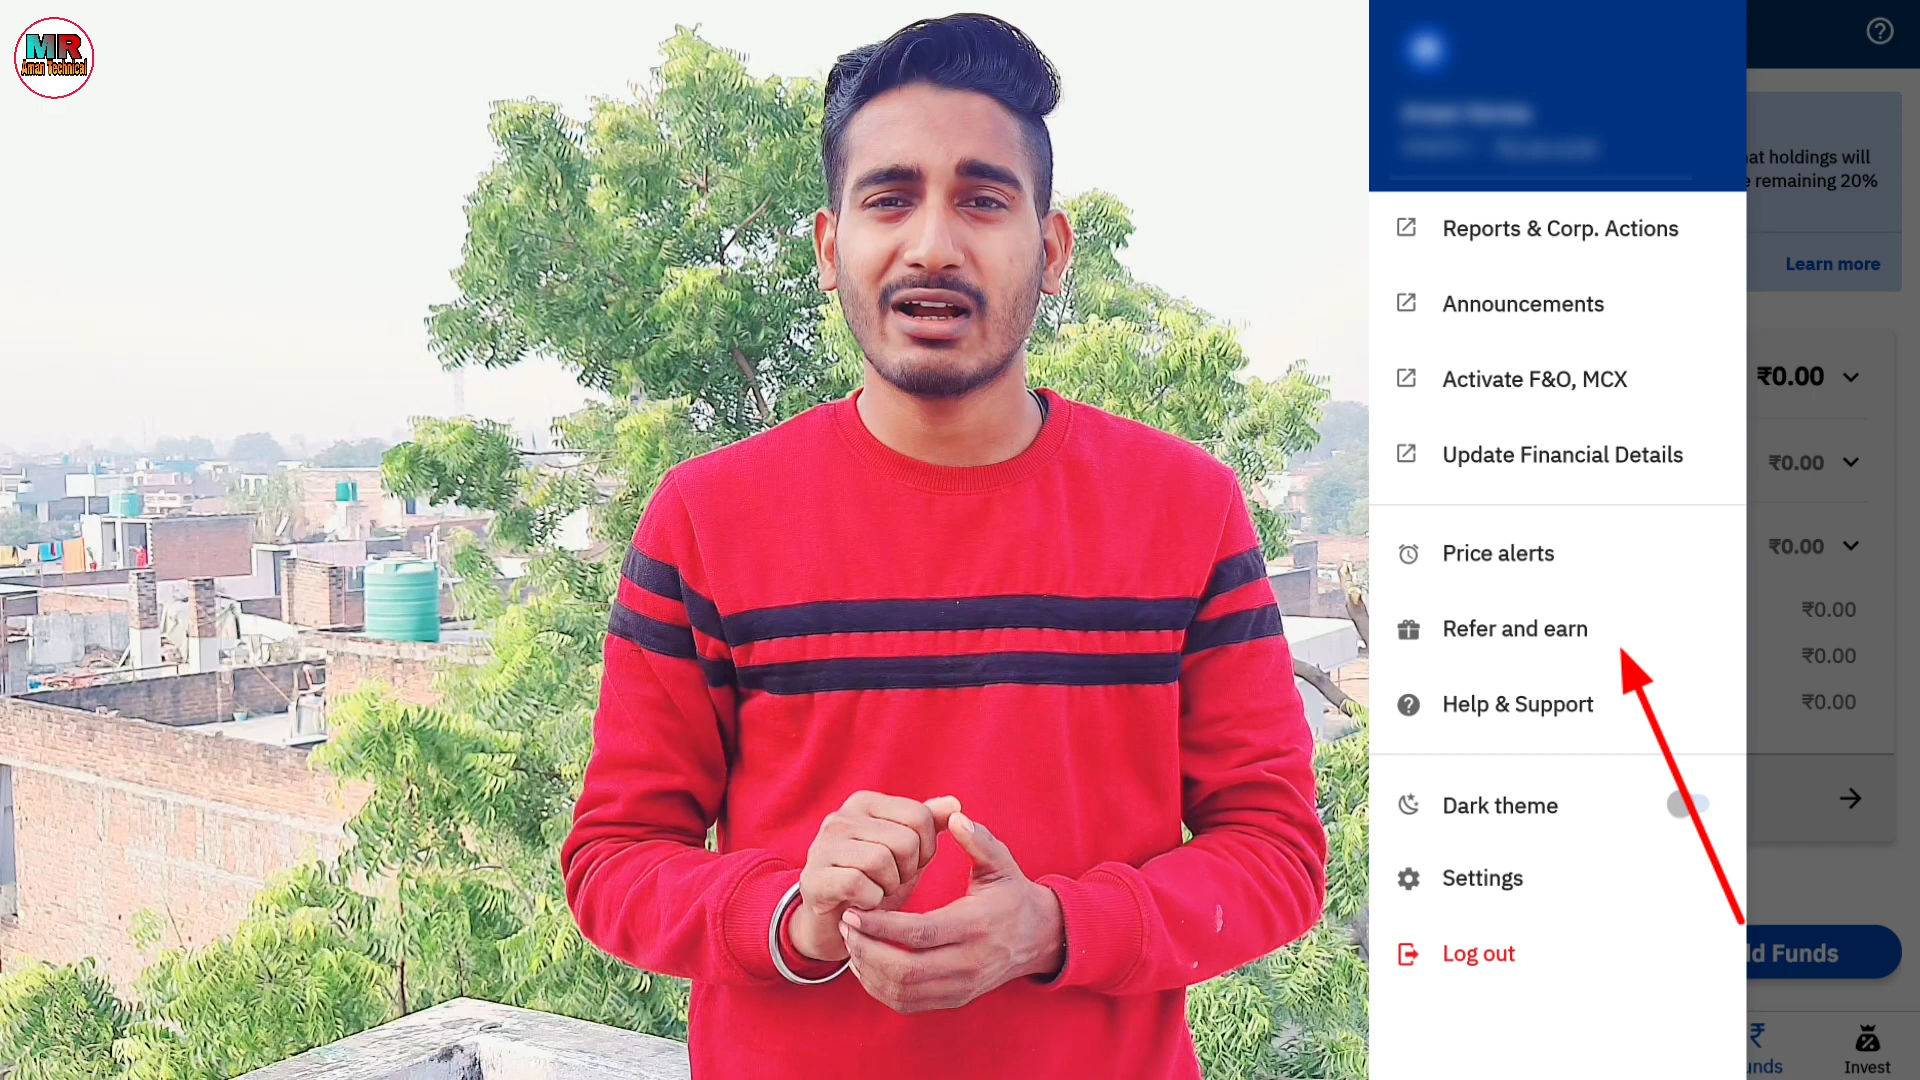 MR
Aman Technical
Reports & Corp. Actions
Announcements
Activate F&O, MCX
Update Financial Details
Price alerts
Refer and earn
Help & Support
Dark theme
Settings
Log out
at holdings will
remaining 20%
Learn more
₹0.00
₹0.00
₹0.00
₹0.00
₹0.00
₹0.00
d Funds
₹
nds
Invest